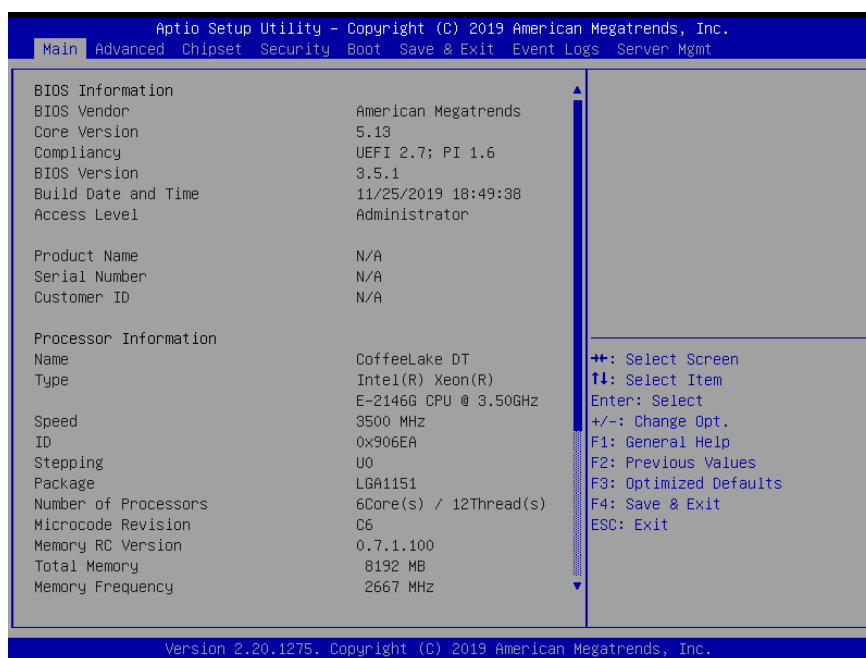 Aptio Setup Utility – Copyright (C) 2019 American Megatrends, Inc.
Main Advanced Chipset Security Boot Save & Exit Event Logs Server Mgmt
BIOS Information
BIOS Vendor American Megatrends
Core Version 5.13
Compliancy UEFI 2.7; PI 1.6
BIOS Version 3.5.1
Build Date and Time 11/25/2019 18:49:38
Access Level Administrator
Product Name N/A
Serial Number N/A
Customer ID N/A
Processor Information
Name CoffeeLake DT
Type Intel(R) Xeon(R)
E-2146G CPU @ 3.50GHz
Speed 3500 MHz
ID 0x906EA
Stepping U0
Package LGA1151
Number of Processors 6Core(s) / 12Thread(s)
Microcode Revision C6
Memory RC Version 0.7.1.100
Total Memory 8192 MB
Memory Frequency 2667 MHz
→←: Select Screen
↑↓: Select Item
Enter: Select
+/-: Change Opt.
F1: General Help
F2: Previous Values
F3: Optimized Defaults
F4: Save & Exit
ESC: Exit
Version 2.20.1275. Copyright (C) 2019 American Megatrends, Inc.